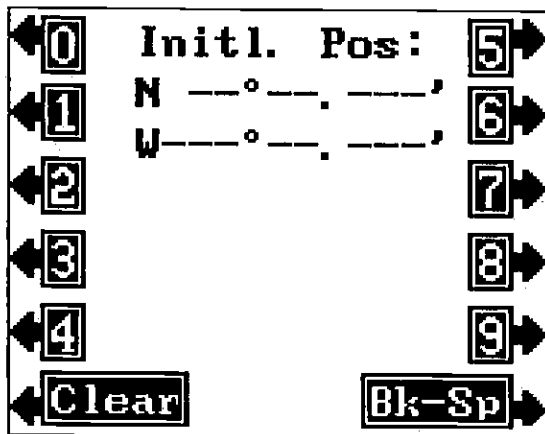 0 Initl. Pos: 5
N --°--.---’
1 6
W---°--.---’
2 7
3 8
4 9
Clear Bk-Sp